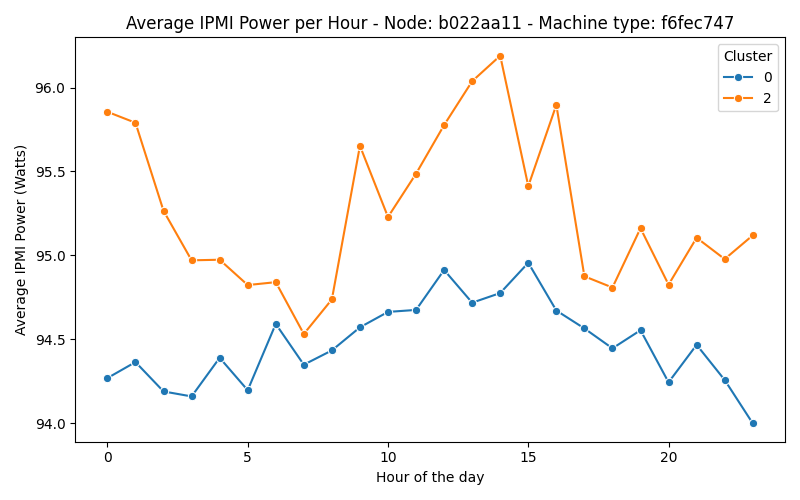 Average IPMI Power per Hour - Node: b022aa11 - Machine type: f6fec747
Cluster
0
2
96.0
95.5
95.0
94.5
94.0
Average IPMI Power (Watts)
0 5 10 15 20
Hour of the day